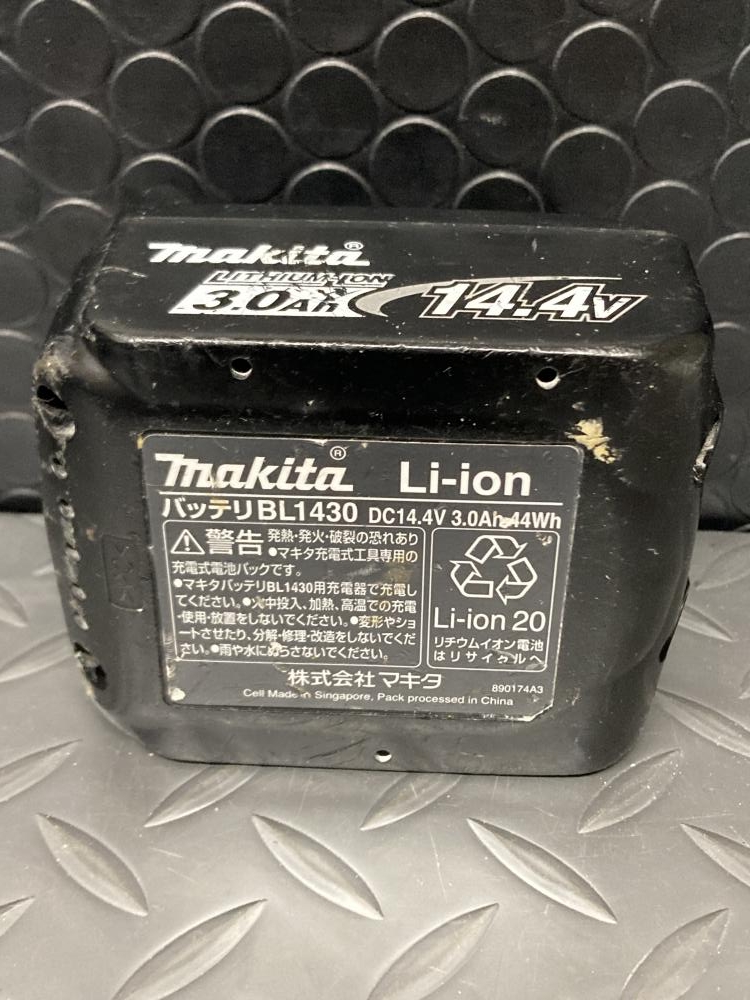 makita®
LITHIUM-ION
3.0Ah 14.4V
makita® Li-ion
バッテリBL1430 DC14.4V 3.0Ah 44Wh
警告 発熱・発火・破裂の恐れあり
●マキタ充電式工具専用の
充電式電池パックです。
●マキタバッテリBL1430用充電器で充電し
てください。●火中投入、加熱、高温での充電
・使用・放置をしないでください。●変形やショ
ートさせたり、分解・修理・改造をしないでくだ
さい。●雨や水にぬらさないでください。
Li-ion 20
リチウムイオン電池
はリサイクルへ
株式会社マキタ
890174A3
Cell Made in Singapore, Pack processed in China